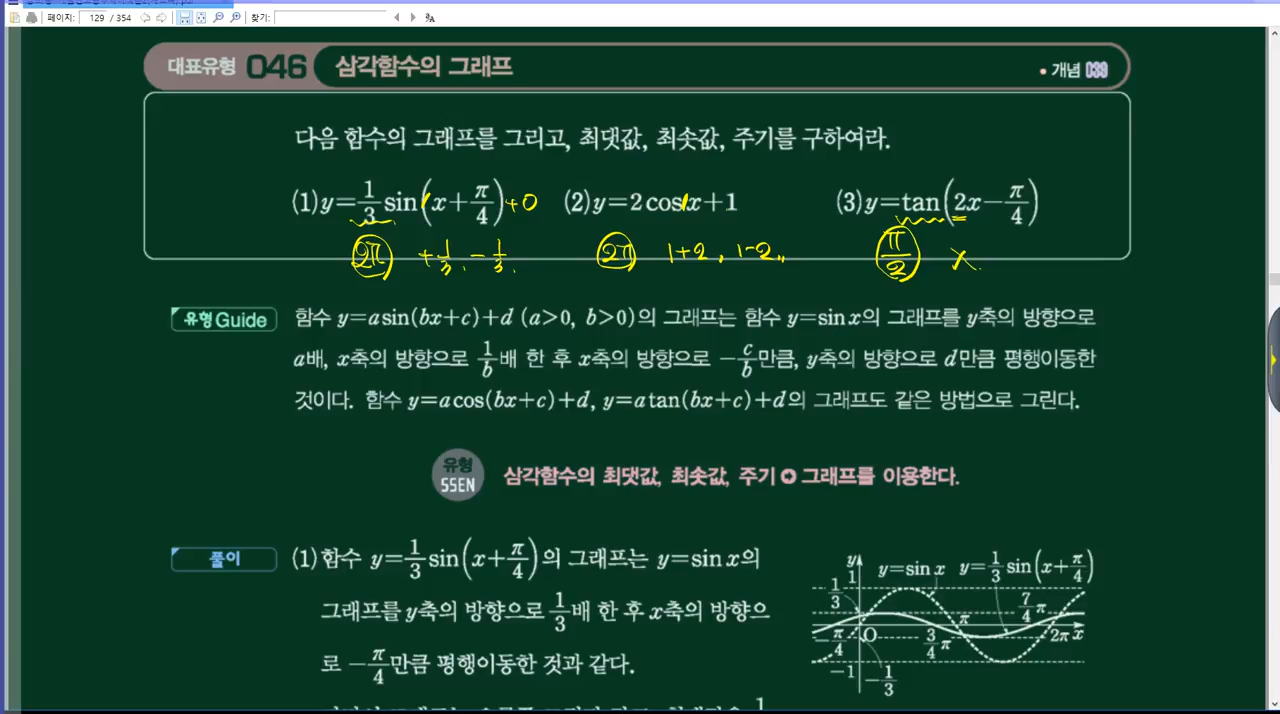 페이지: 129 / 354 찾기:
대표유형 046 삼각함수의 그래프 • 개념 039
다음 함수의 그래프를 그리고, 최댓값, 최솟값, 주기를 구하여라.
(1) y=1/3 sin(x+π/4)+0 (2) y=2cos x+1 (3) y=tan(2x-π/4)
2π +1/3, -1/3 2π 1+2, 1-2 π/2 x
유형Guide 함수 y=a sin(bx+c)+d (a>0, b>0)의 그래프는 함수 y=sin x의 그래프를 y축의 방향으로
a배, x축의 방향으로 1/b배 한 후 x축의 방향으로 -c/b만큼, y축의 방향으로 d만큼 평행이동한
것이다. 함수 y=a cos(bx+c)+d, y=a tan(bx+c)+d의 그래프도 같은 방법으로 그린다.
유형 SSEN 삼각함수의 최댓값, 최솟값, 주기 ➲ 그래프를 이용한다.
풀이 (1) 함수 y=1/3 sin(x+π/4)의 그래프는 y=sin x의
그래프를 y축의 방향으로 1/3배 한 후 x축의 방향으
로 -π/4만큼 평행이동한 것과 같다.
y 1 y=sin x y=1/3 sin(x+π/4)
1/3 7/4 π
-π/4 O 3/4 π π 2π x
-1 -1/3